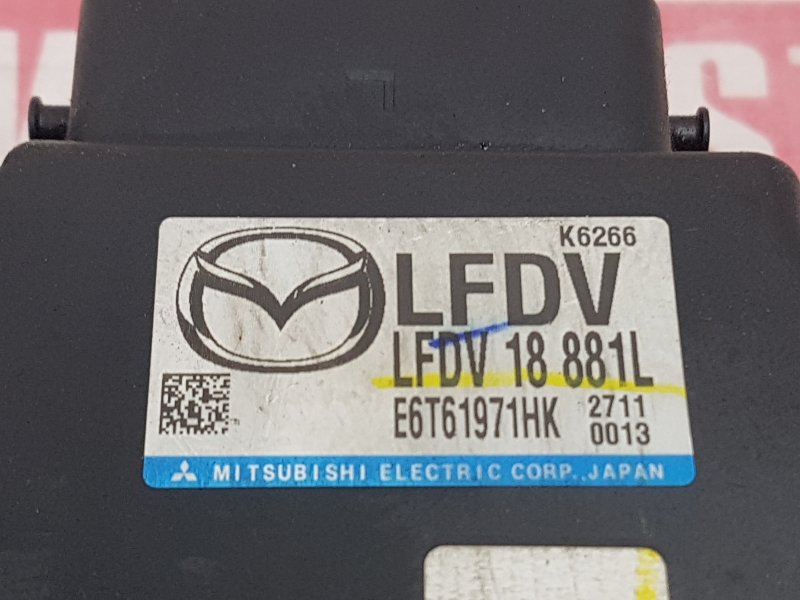 K6266
LFDV
LFDV 18 881L
E6T61971HK 2711
0013
MITSUBISHI ELECTRIC CORP., JAPAN